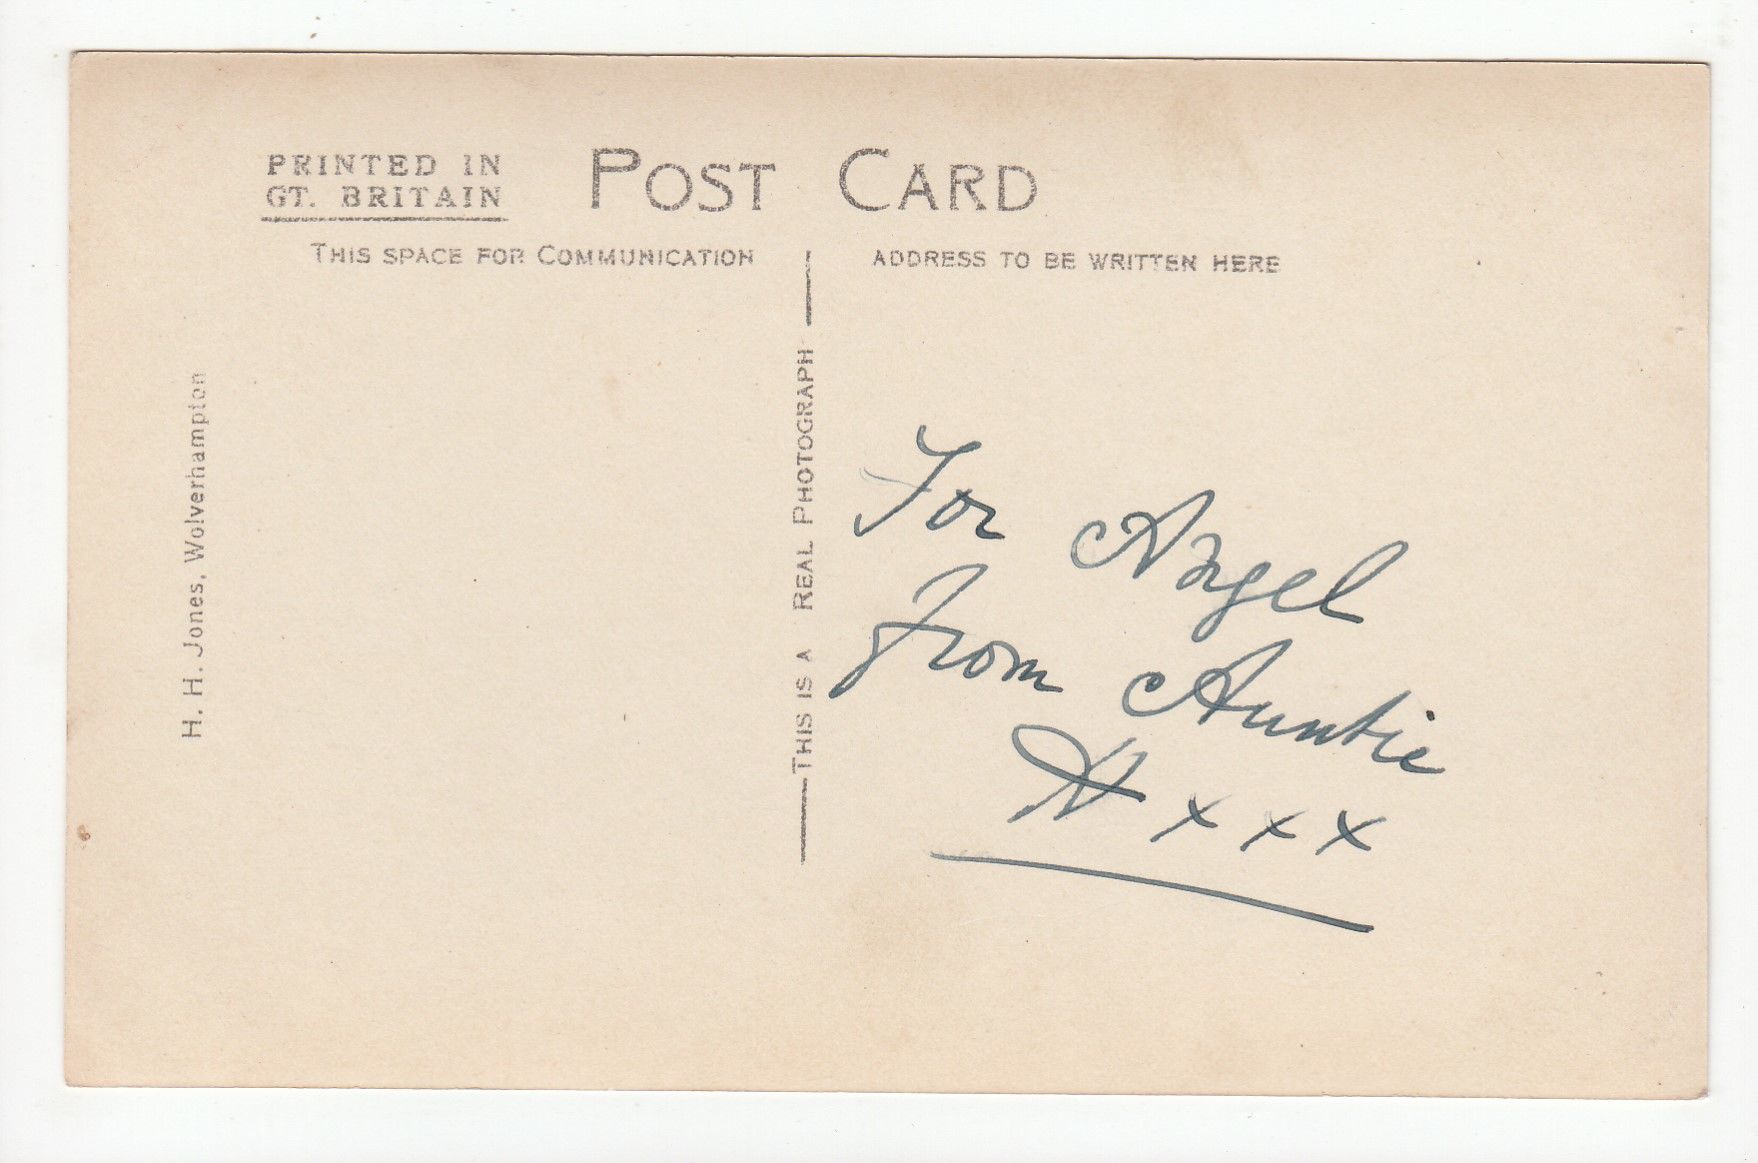 PRINTED IN
GT. BRITAIN
POST CARD
THIS SPACE FOR COMMUNICATION
ADDRESS TO BE WRITTEN HERE
H. H. Jones, Wolverhampton
THIS IS A REAL PHOTOGRAPH
For Angel
From Auntie
H x x x